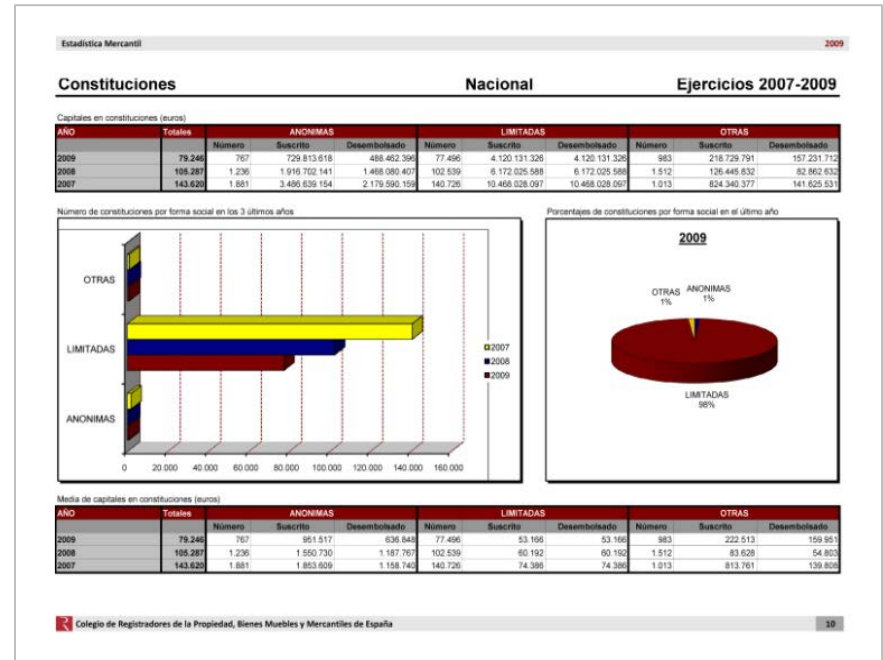 Estadística Mercantil 2009
Constituciones Nacional Ejercicios 2007-2009
Capitales en constituciones (euros)
AÑO Totales ANONIMAS LIMITADAS OTRAS
Número Suscrito Desembolsado Número Suscrito Desembolsado Número Suscrito Desembolsado
2009 79.246 767 729.813.618 488.462.396 77.496 4.120.131.326 4.120.131.326 983 218.729.791 157.231.712
2008 105.287 1.236 1.916.702.141 1.468.080.407 102.539 6.172.025.588 6.172.025.588 1.512 126.445.832 82.862.632
2007 143.620 1.881 3.486.639.154 2.179.590.159 140.726 10.468.028.097 10.468.028.097 1.013 824.340.377 141.625.531
Número de constituciones por forma social en los 3 últimos años
Porcentajes de constituciones por forma social en el último año
OTRAS
LIMITADAS
ANONIMAS
0 20.000 40.000 60.000 80.000 100.000 120.000 140.000 160.000
2007
2008
2009
2009
OTRAS 1%
ANONIMAS 1%
LIMITADAS
98%
Media de capitales en constituciones (euros)
AÑO Totales ANONIMAS LIMITADAS OTRAS
Número Suscrito Desembolsado Número Suscrito Desembolsado Número Suscrito Desembolsado
2009 79.246 767 951.517 636.848 77.496 53.166 53.166 983 222.513 159.951
2008 105.287 1.236 1.550.730 1.187.767 102.539 60.192 60.192 1.512 83.628 54.803
2007 143.620 1.881 1.853.609 1.158.740 140.726 74.386 74.386 1.013 813.761 139.808
Colegio de Registradores de la Propiedad, Bienes Muebles y Mercantiles de España 10